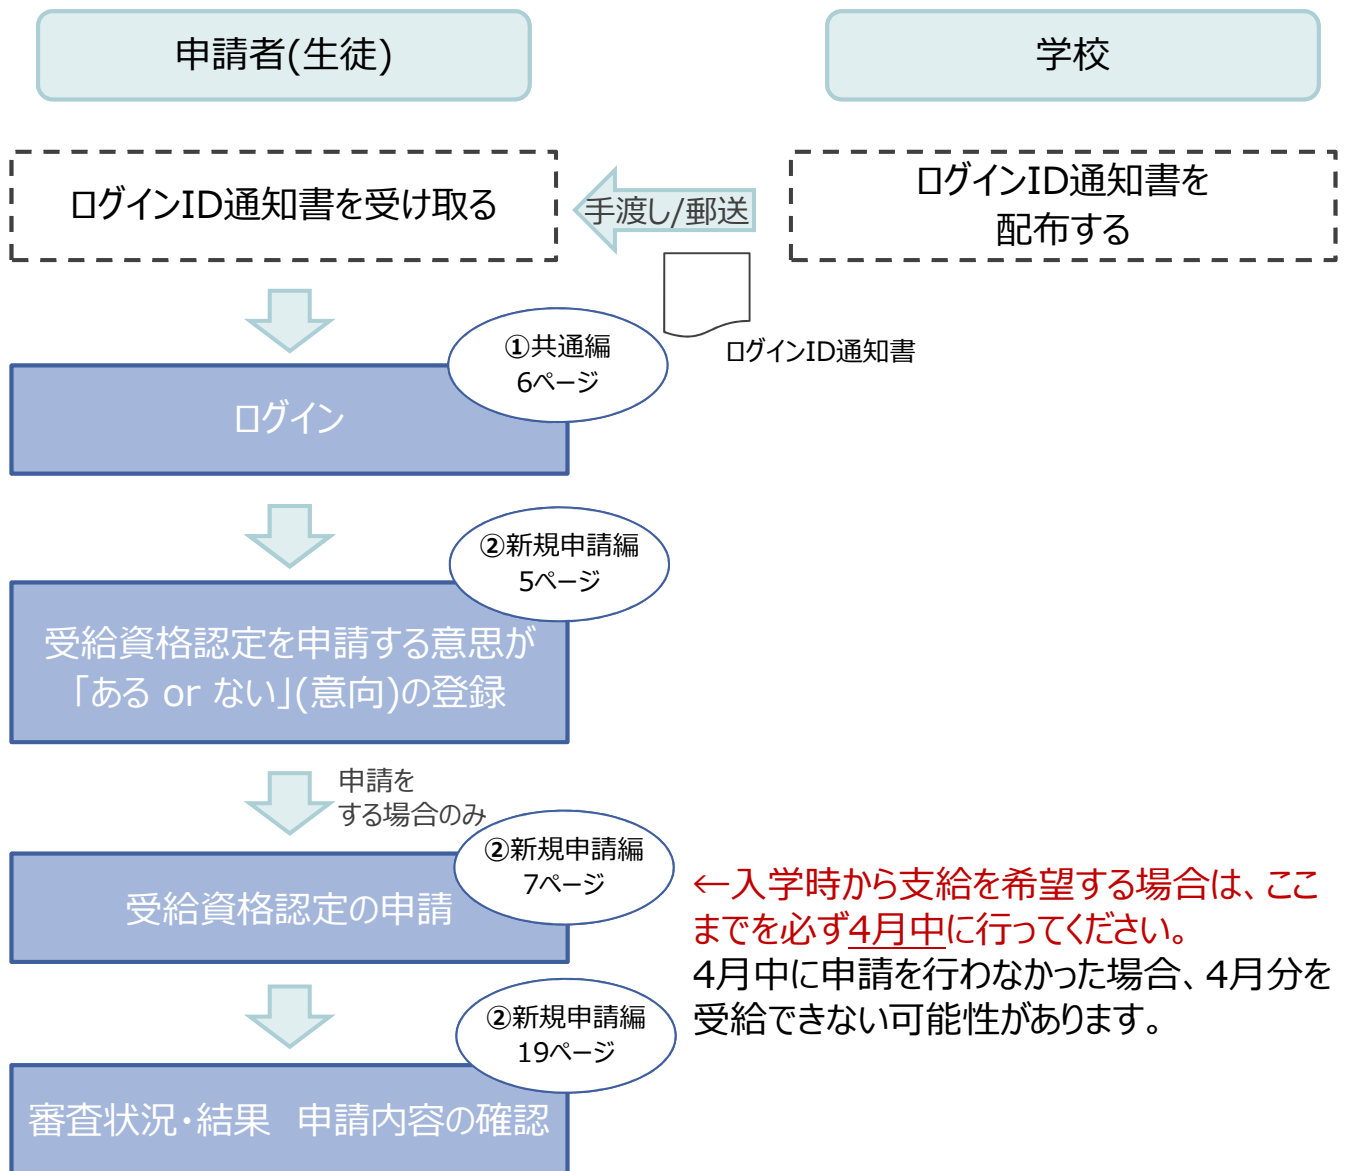 申請者(生徒)
学校
ログインID通知書を受け取る
手渡し/郵送
ログインID通知書を
配布する
ログインID通知書
①共通編
6ページ
ログイン
②新規申請編
5ページ
受給資格認定を申請する意思が
「ある or ない」(意向)の登録
申請を
する場合のみ
②新規申請編
7ページ
受給資格認定の申請
←入学時から支給を希望する場合は、ここ
までを必ず4月中に行ってください。
4月中に申請を行わなかった場合、4月分を
受給できない可能性があります。
②新規申請編
19ページ
審査状況・結果　申請内容の確認